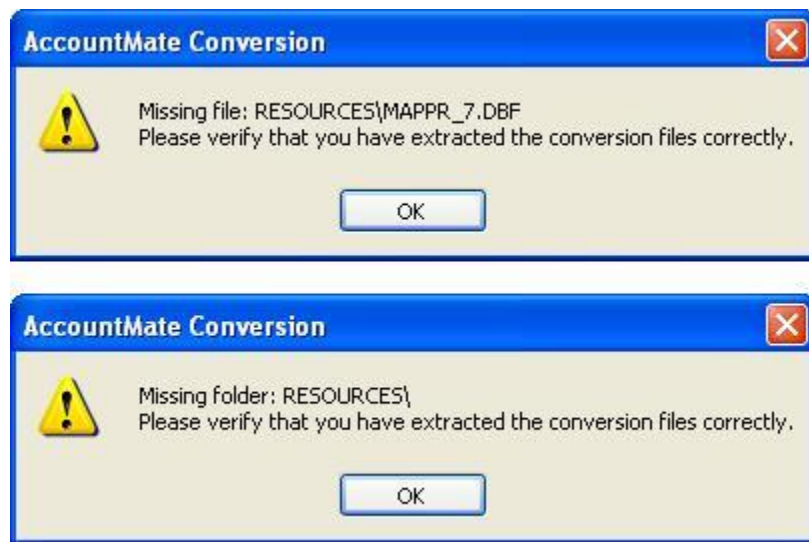 AccountMate Conversion
Missing file: RESOURCES\MAPPR_7.DBF
Please verify that you have extracted the conversion files correctly.
OK
AccountMate Conversion
Missing folder: RESOURCES\
Please verify that you have extracted the conversion files correctly.
OK